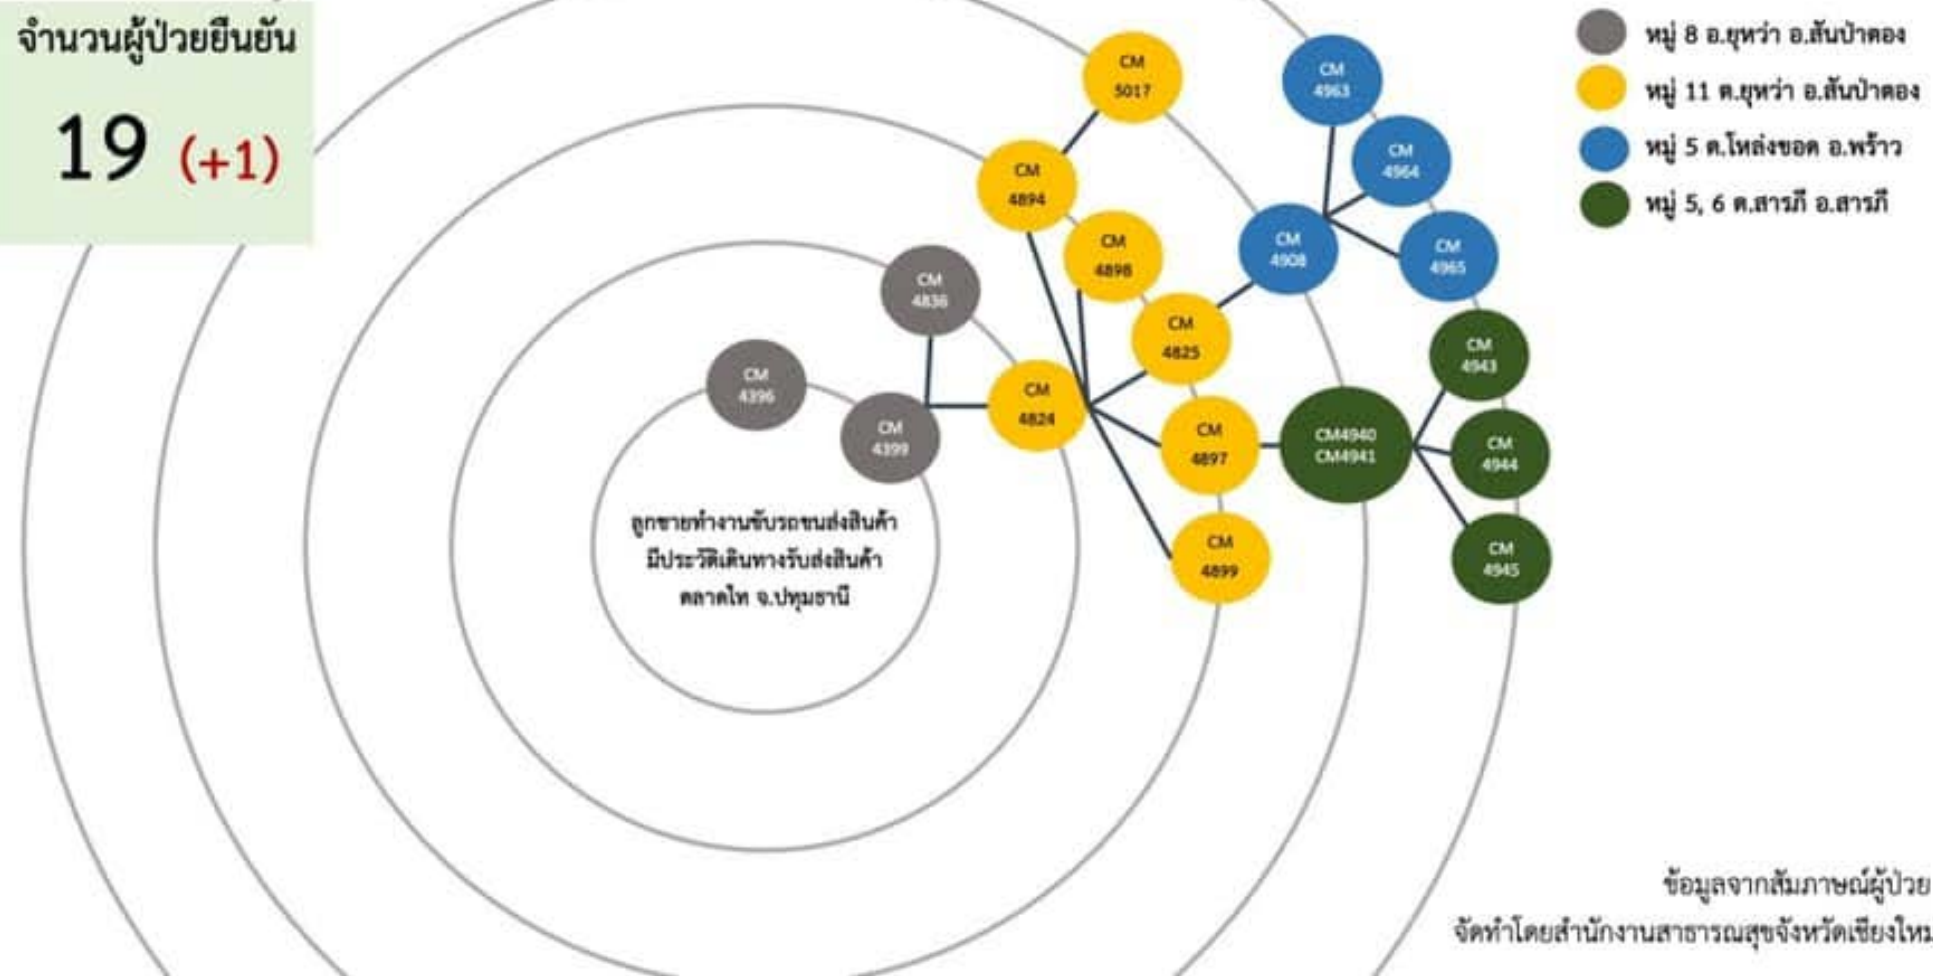 จำนวนผู้ป่วยยืนยัน
19 (+1)
หมู่ 8 อ.ยุหว่า อ.สันป่าตอง
หมู่ 11 ต.ยุหว่า อ.สันป่าตอง
หมู่ 5 ต.โหล่งขอด อ.พร้าว
หมู่ 5, 6 ต.สารภี อ.สารภี
CM
5017
CM
4963
CM
4964
CM
4894
CM
4898
CM
4908
CM
4965
CM
4836
CM
4825
CM
4943
CM
4396
CM
4824
CM
4399
CM
4897
CM4940
CM4941
CM
4944
CM
4899
CM
4945
ลูกชายทำงานขับรถขนส่งสินค้า
มีประวัติเดินทางรับส่งสินค้า
ตลาดไท จ.ปทุมธานี
ข้อมูลจากสัมภาษณ์ผู้ป่วย
จัดทำโดยสำนักงานสาธารณสุขจังหวัดเชียงใหม